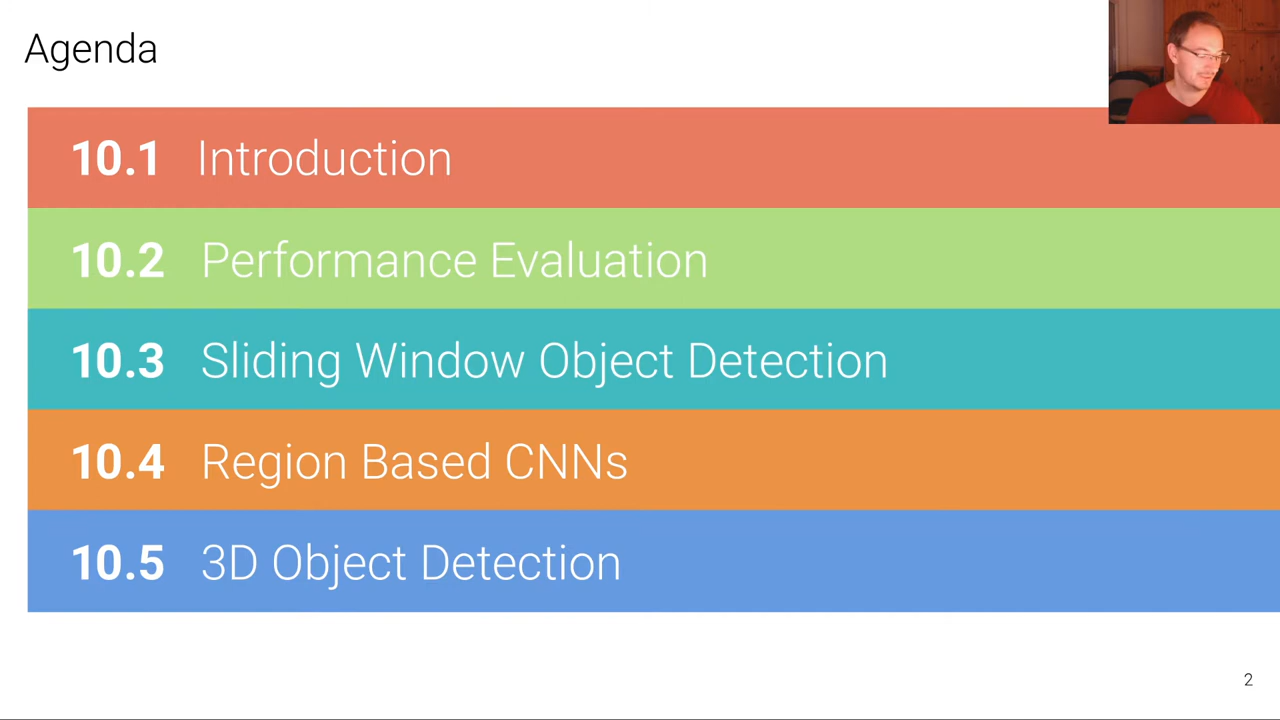 Agenda
10.1 Introduction
10.2 Performance Evaluation
10.3 Sliding Window Object Detection
10.4 Region Based CNNs
10.5 3D Object Detection
2